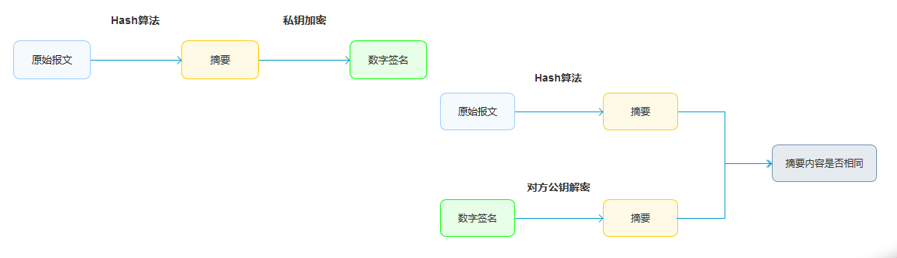 Hash算法
私钥加密
原始报文
摘要
数字签名
Hash算法
原始报文
摘要
摘要内容是否相同
对方公钥解密
数字签名
摘要